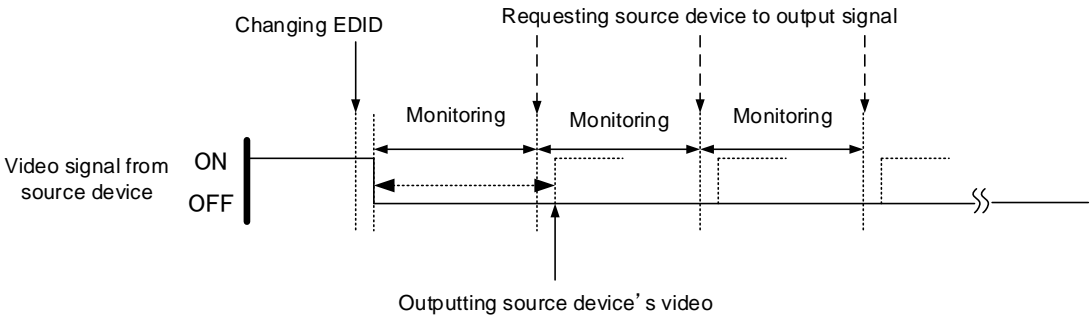 Requesting source device to output signal
Changing EDID
Monitoring
Monitoring
Monitoring
Video signal from
source device
ON
OFF
Outputting source device’s video